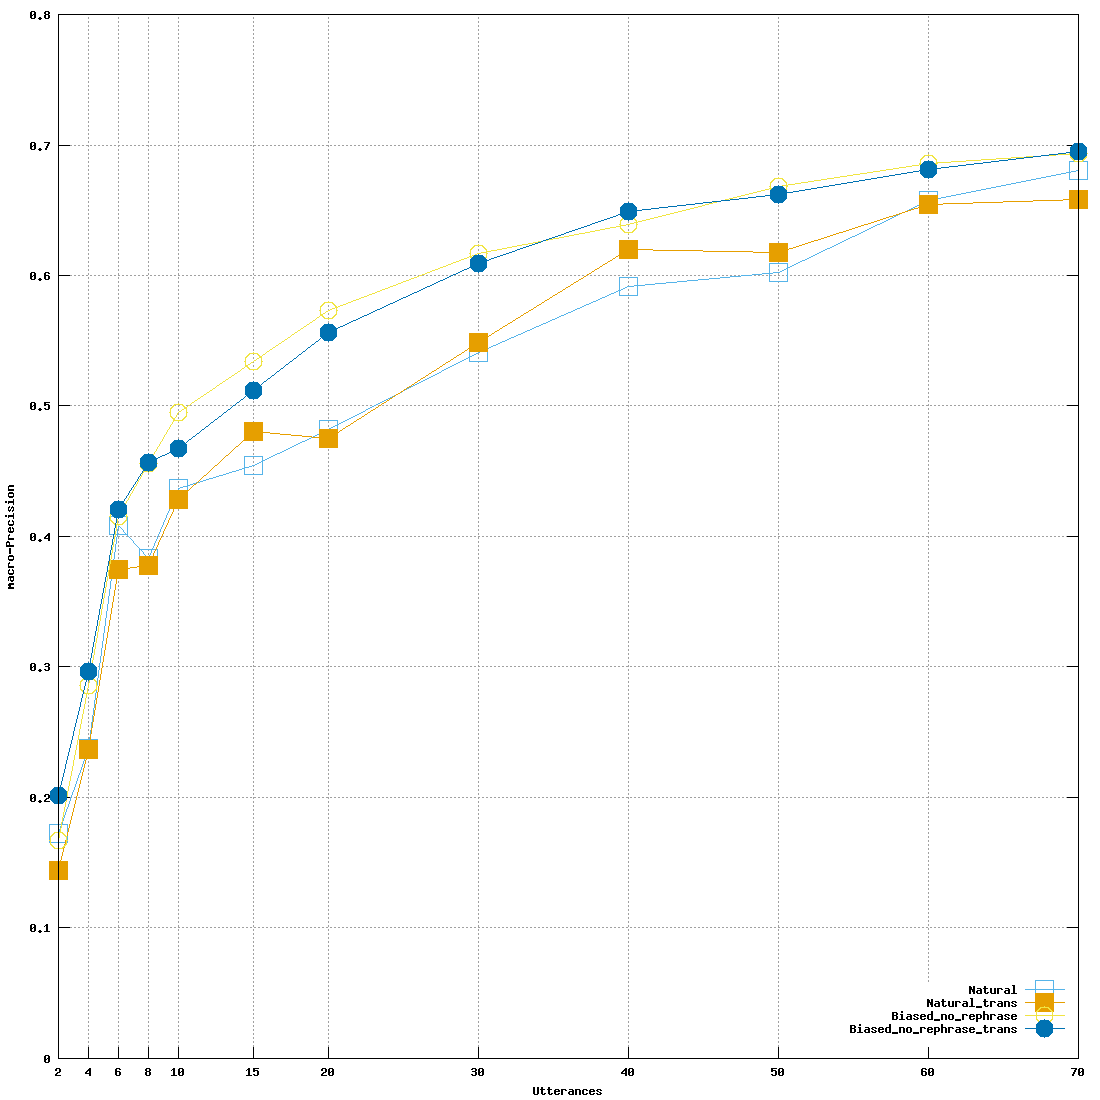 0.8
0.7
0.6
0.5
0.4
0.3
0.2
0.1
0
macro-Precision
2 4 6 8 10 15 20 30 40 50 60 70
Utterances
Natural
Natural_trans
Biased_no_rephrase
Biased_no_rephrase_trans